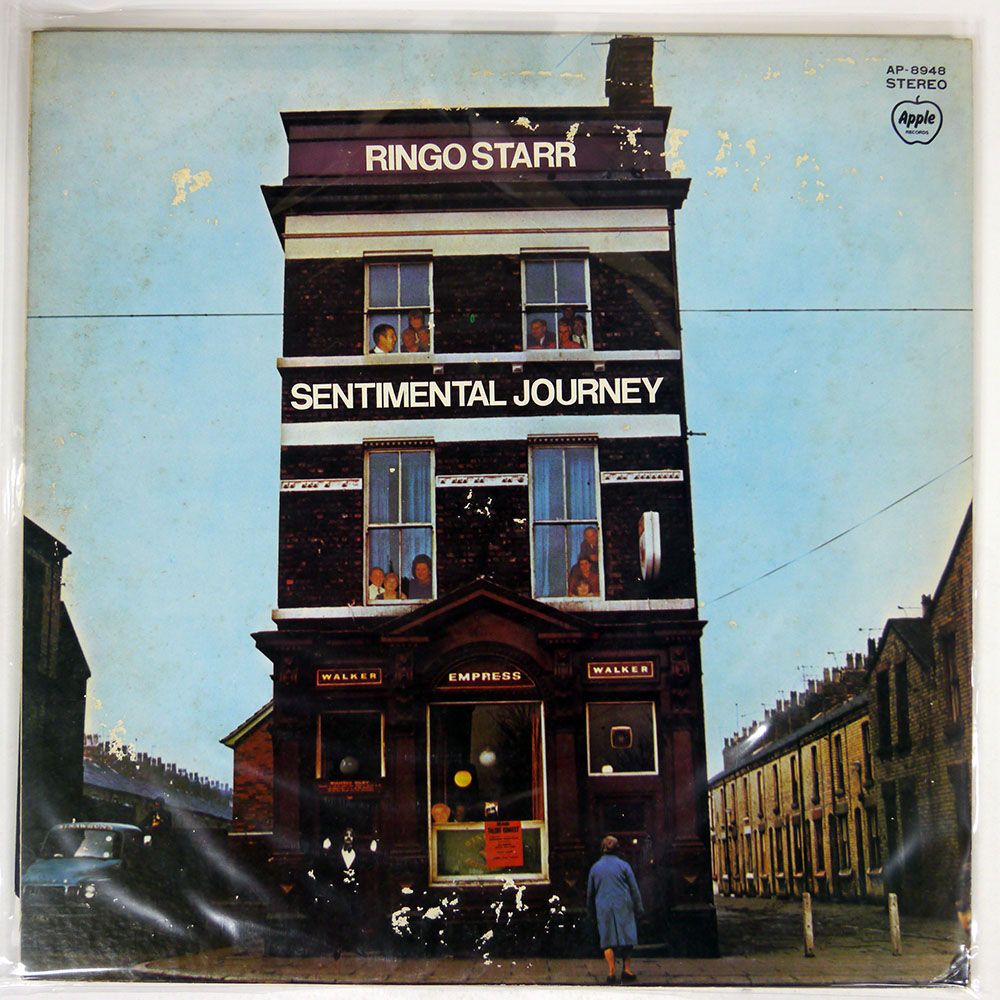 AP-8948
STEREO
Apple
RECORDS
RINGO STARR
SENTIMENTAL JOURNEY
WALKER
EMPRESS
WALKER